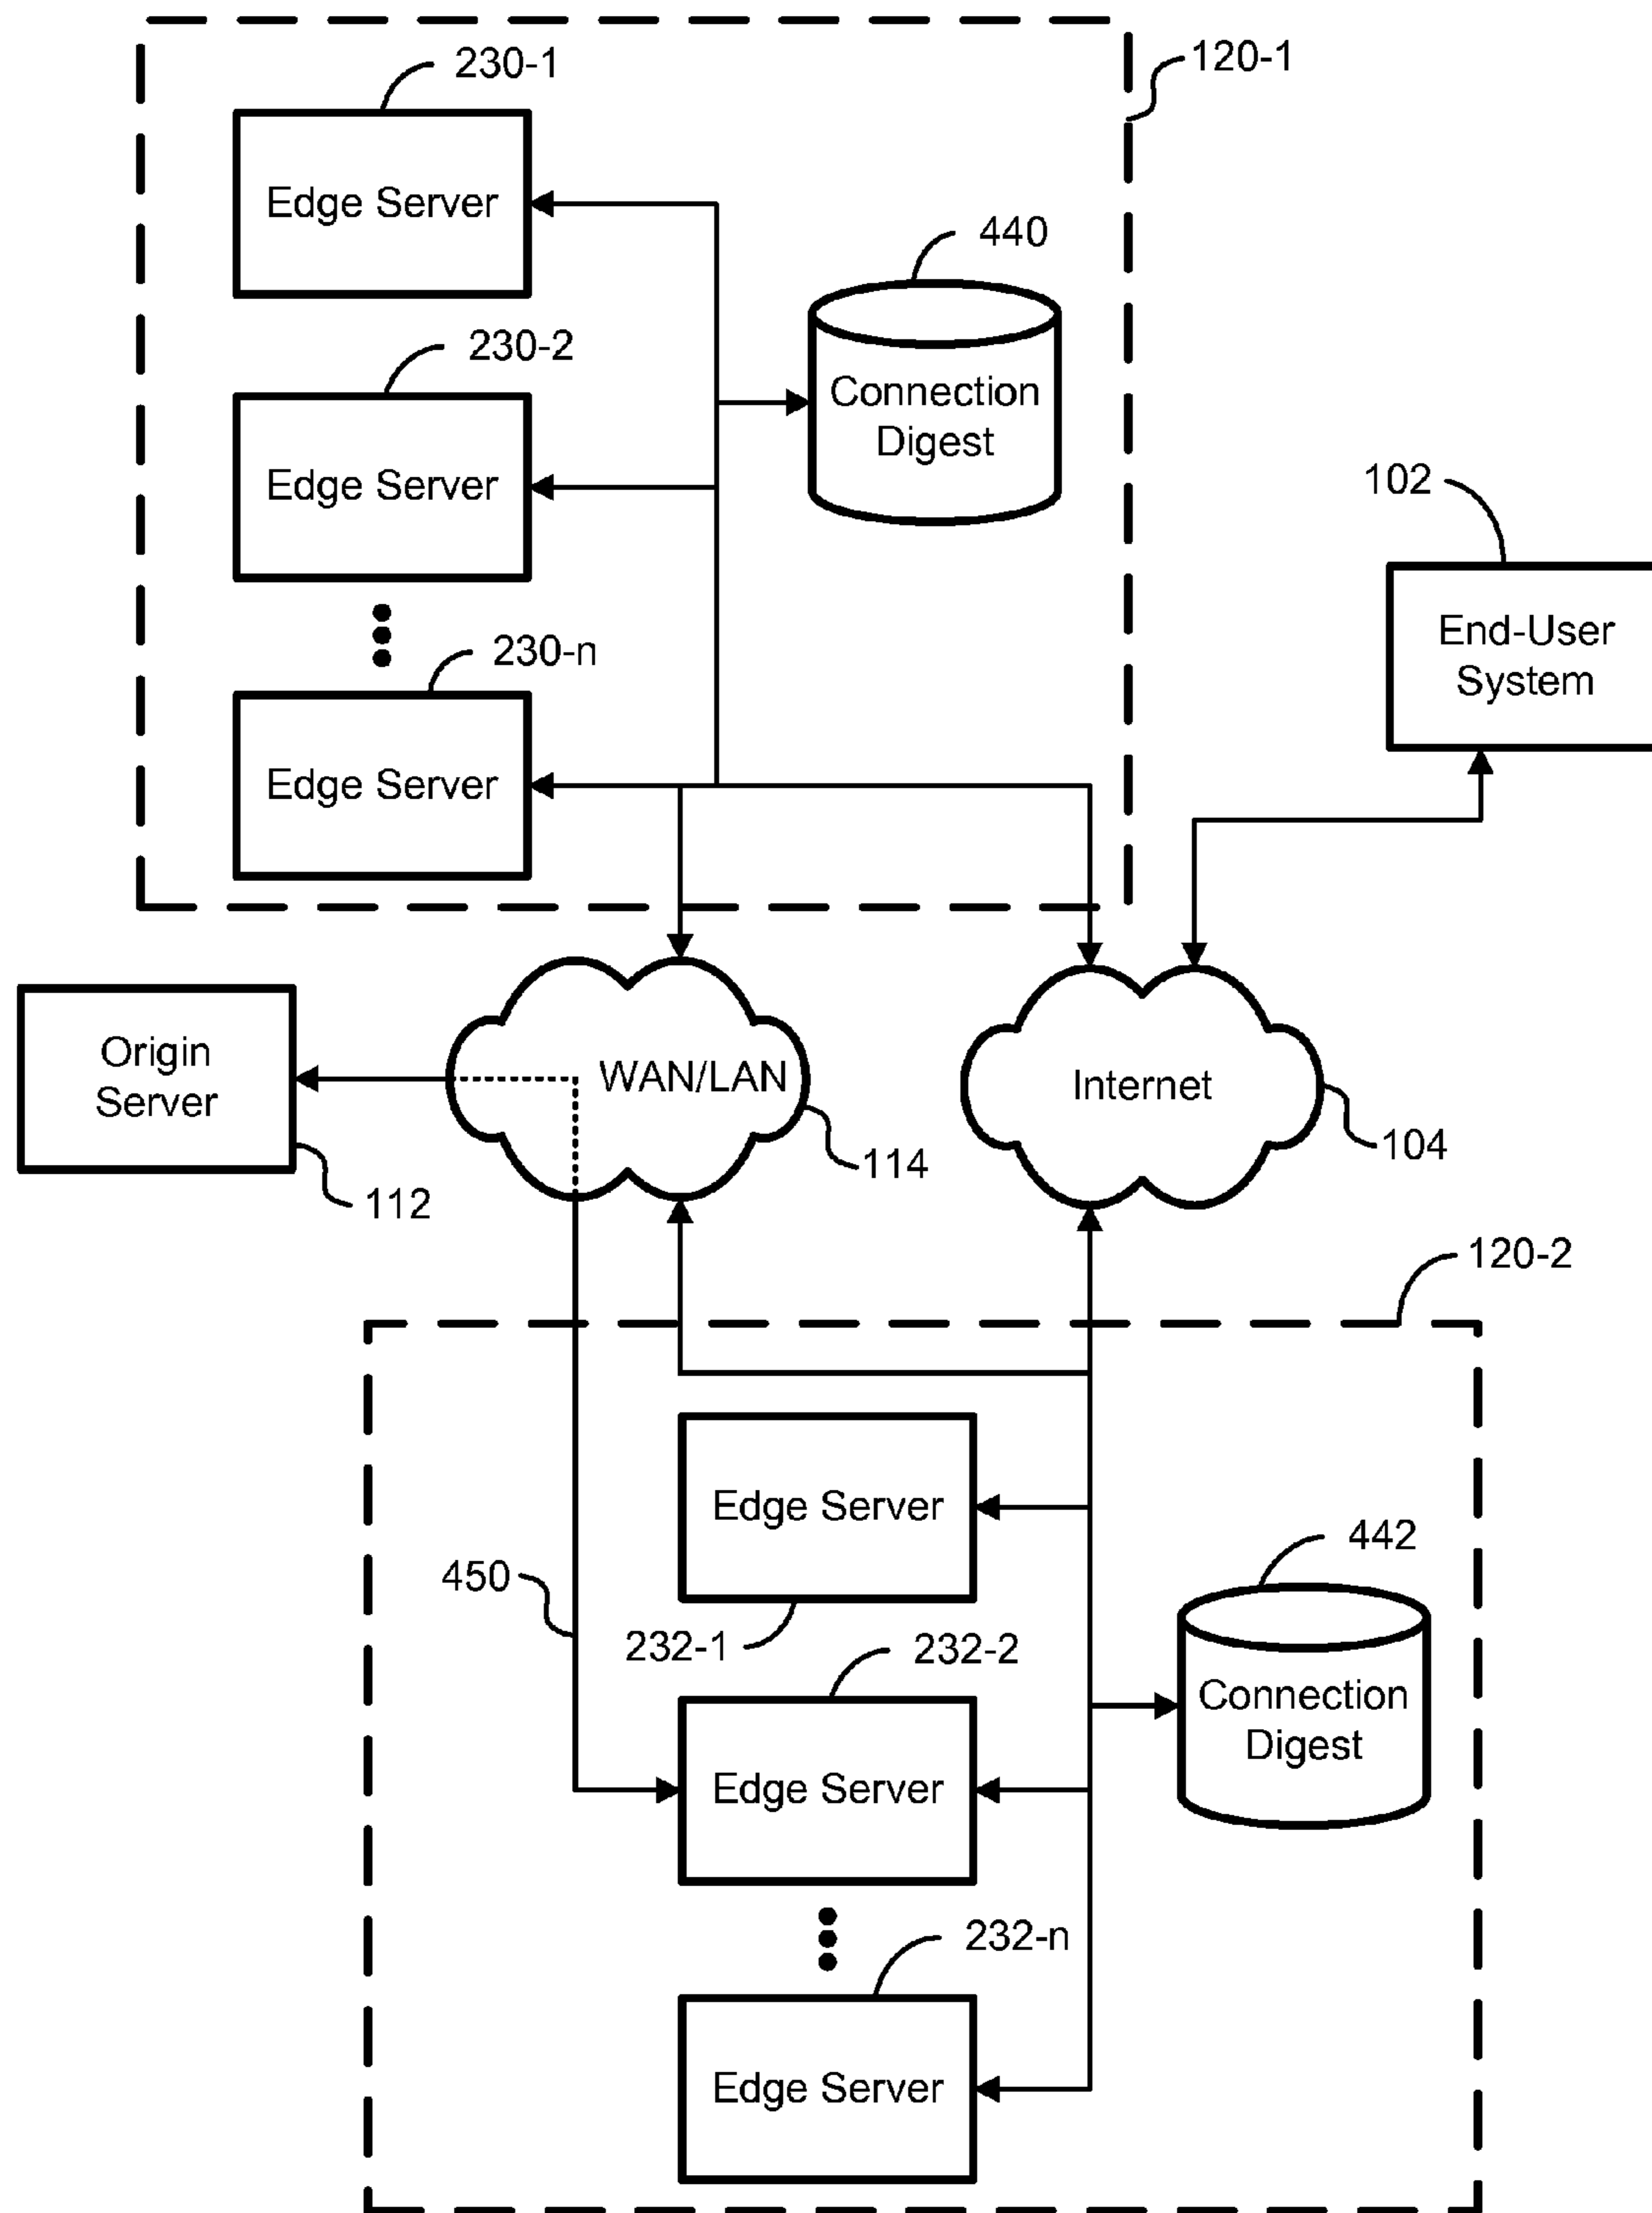 230-1
120-1
Edge Server
440
230-2
Connection
Digest
Edge Server
102
230-n
End-User
System
Edge Server
Origin
Server
WAN/LAN
Internet
104
114
112
120-2
Edge Server
442
450
232-1
232-2
Connection
Digest
Edge Server
232-n
Edge Server